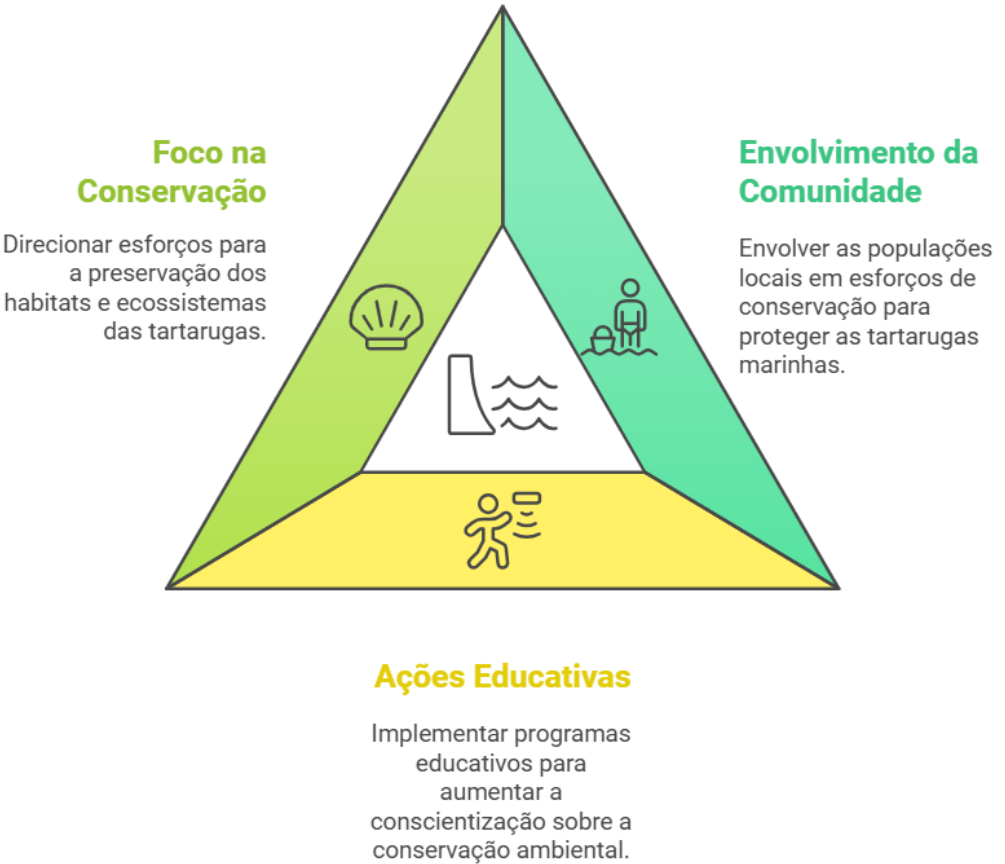 Foco na
Conservação
Direcionar esforços para
a preservação dos
habitats e ecossistemas
das tartarugas.
Envolvimento da
Comunidade
Envolver as populações
locais em esforços de
conservação para
proteger as tartarugas
marinhas.
Ações Educativas
Implementar programas
educativos para
aumentar a
conscientização sobre a
conservação ambiental.